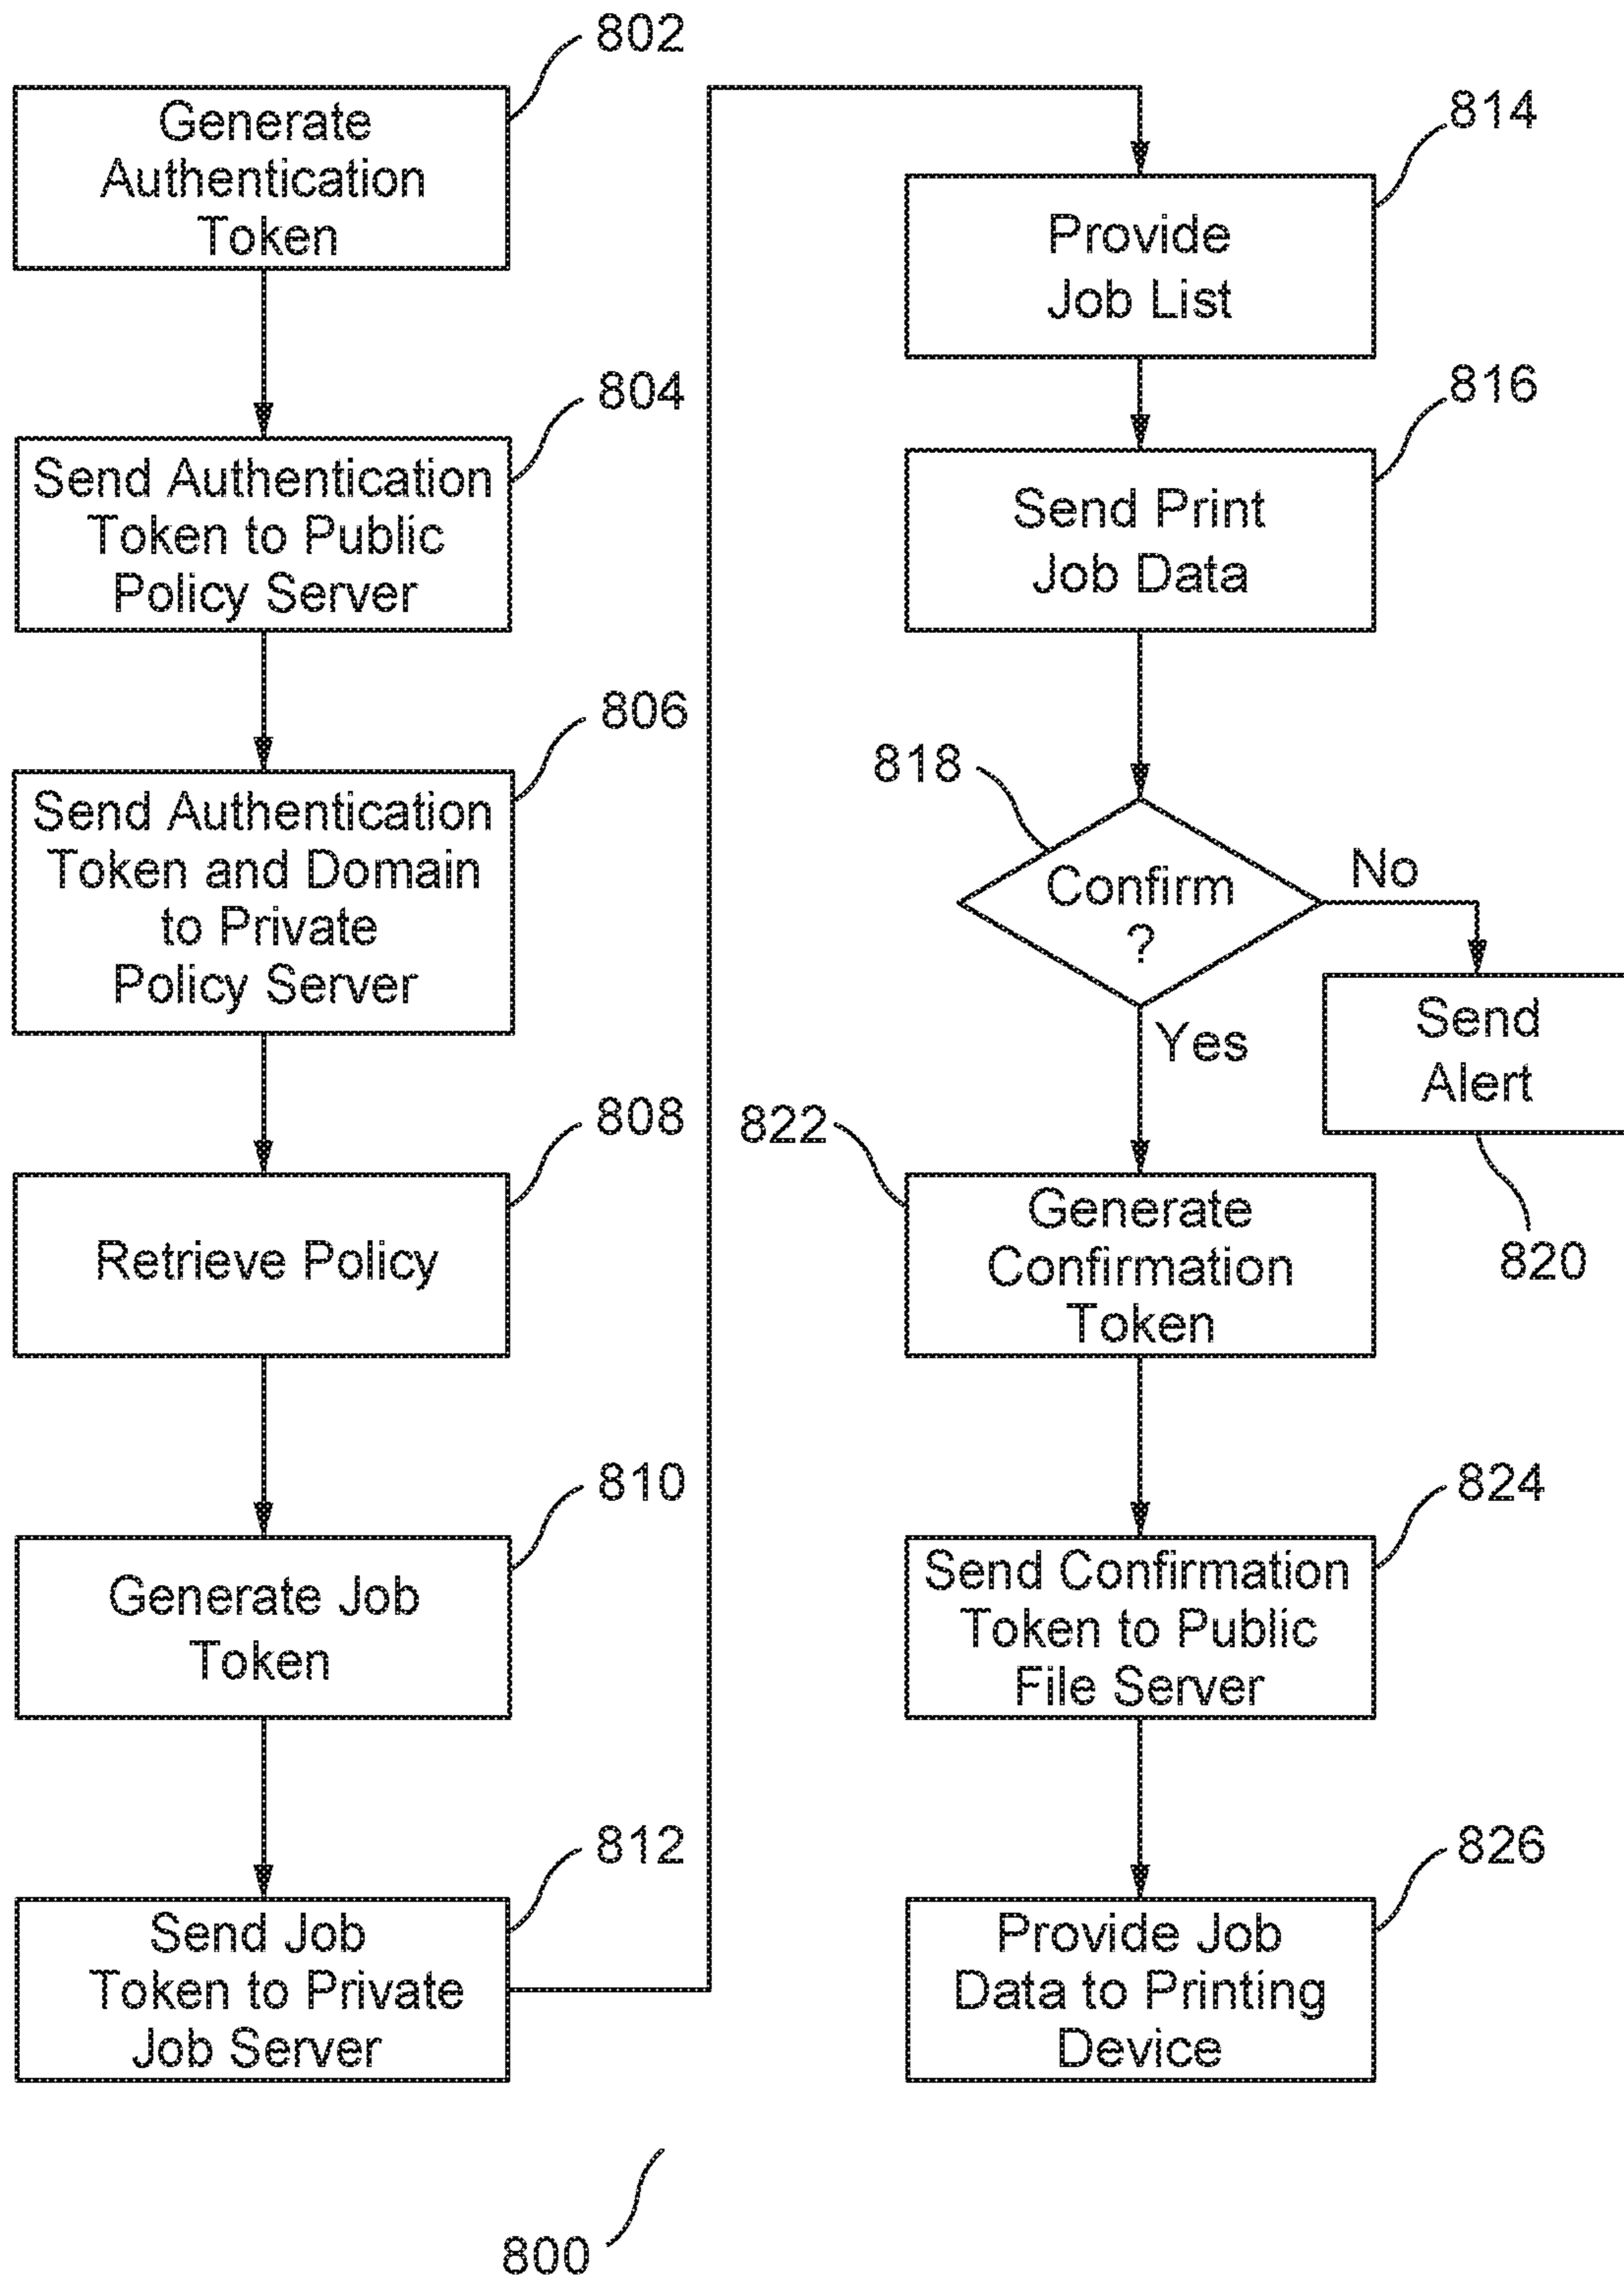 802
Generate
Authentication
Token
804
Send Authentication
Token to Public
Policy Server
806
Send Authentication
Token and Domain
to Private
Policy Server
808
Retrieve Policy
810
Generate Job
Token
812
Send Job
Token to Private
Job Server
814
Provide
Job List
816
Send Print
Job Data
818
Confirm
?
No
Yes
Send
Alert
820
822
Generate
Confirmation
Token
824
Send Confirmation
Token to Public
File Server
826
Provide Job
Data to Printing
Device
800